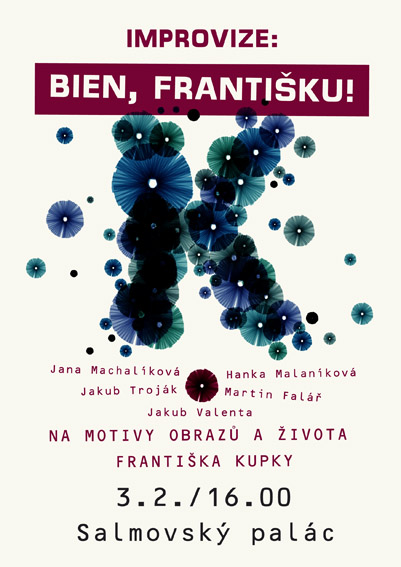 IMPROVIZE:
BIEN, FRANTIŠKU!
K
Jana Machalíková Hanka Malaníková
Jakub Troják Martin Falář
Jakub Valenta
NA MOTIVY OBRAZŮ A ŽIVOTA
FRANTIŠKA KUPKY
3.2./16.00
Salmovský palác